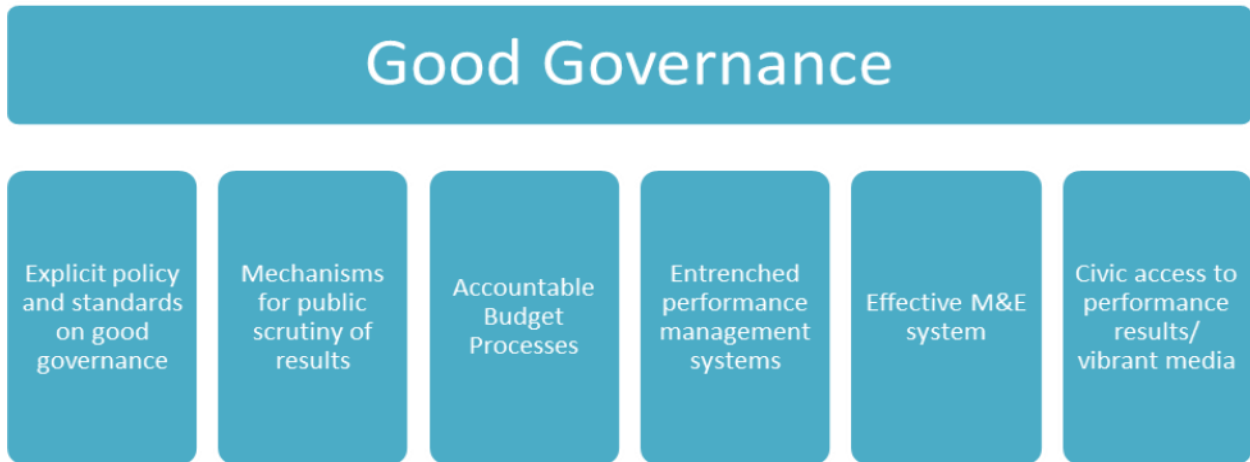 Good Governance
Explicit policy
and standards
on good
governance
Mechanisms
for public
scrutiny of
results
Accountable
Budget
Processes
Entrenched
performance
management
systems
Effective M&E
system
Civic access to
performance
results/
vibrant media